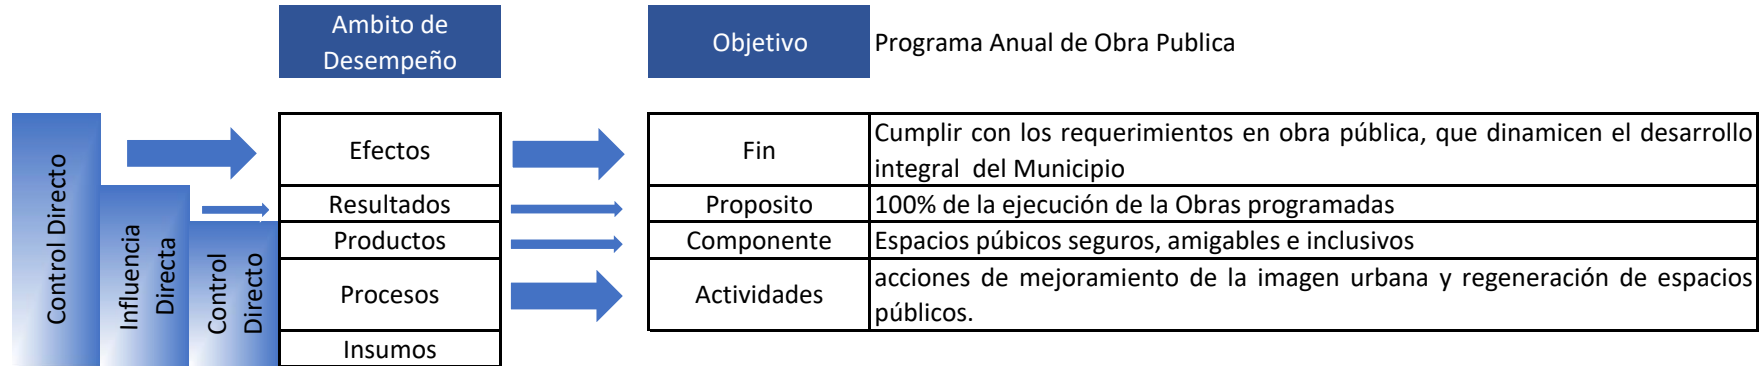 Ambito de
Desempeño
Objetivo
Programa Anual de Obra Publica
Control Directo
Influencia
Directa
Control
Directo
Efectos
Fin
Cumplir con los requerimientos en obra pública, que dinamicen el desarrollo
integral del Municipio
Resultados
Proposito
100% de la ejecución de la Obras programadas
Productos
Componente
Espacios púbicos seguros, amigables e inclusivos
Procesos
Actividades
acciones de mejoramiento de la imagen urbana y regeneración de espacios
públicos.
Insumos